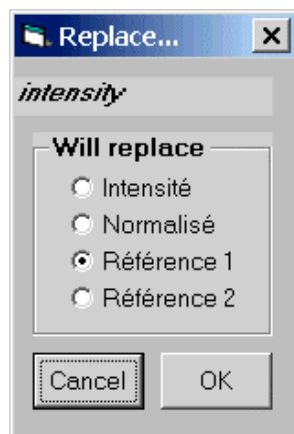 Replace...
intensity
Will replace
Intensité
Normalisé
Référence 1
Référence 2
Cancel OK